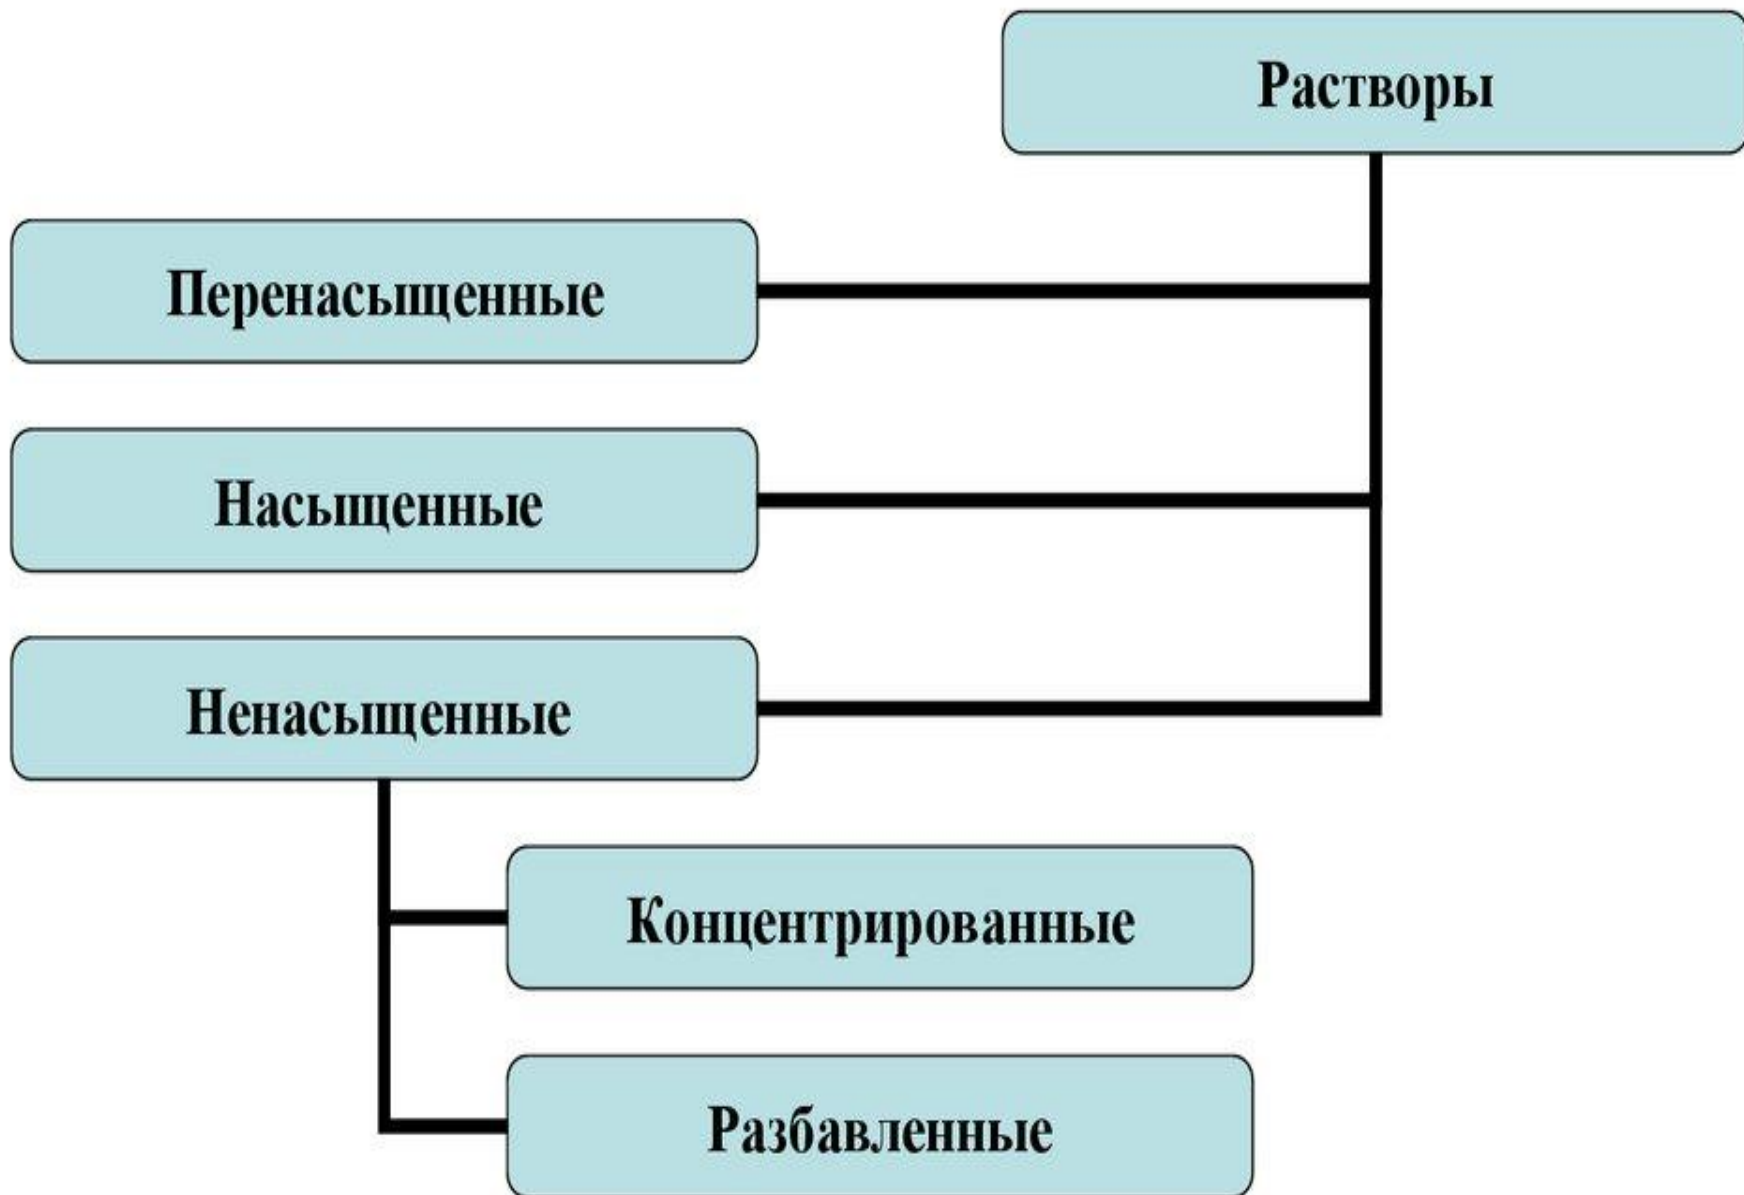 Растворы
Перенасыщенные
Насыщенные
Ненасыщенные
Концентрированные
Разбавленные